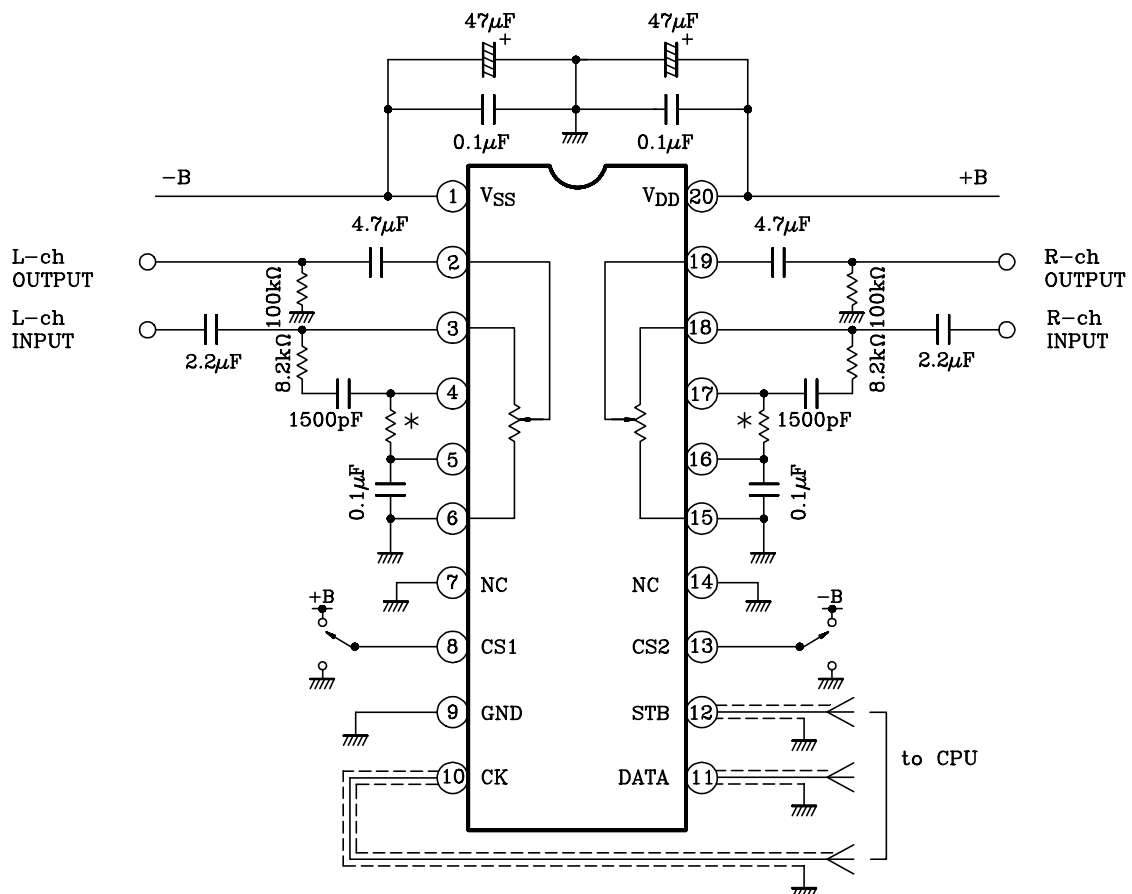 47μF
+
47μF
+
0.1μF
0.1μF
−B
1
VSS
VDD
20
+B
4.7μF
4.7μF
L−ch
OUTPUT
2
19
R−ch
OUTPUT
100kΩ
100kΩ
L−ch
INPUT
3
18
R−ch
INPUT
2.2μF
8.2kΩ
8.2kΩ
2.2μF
4
17
1500pF
*
*
1500pF
5
16
0.1μF
0.1μF
6
15
7
NC
NC
14
+B
−B
8
CS1
CS2
13
9
GND
STB
12
to CPU
10
CK
DATA
11